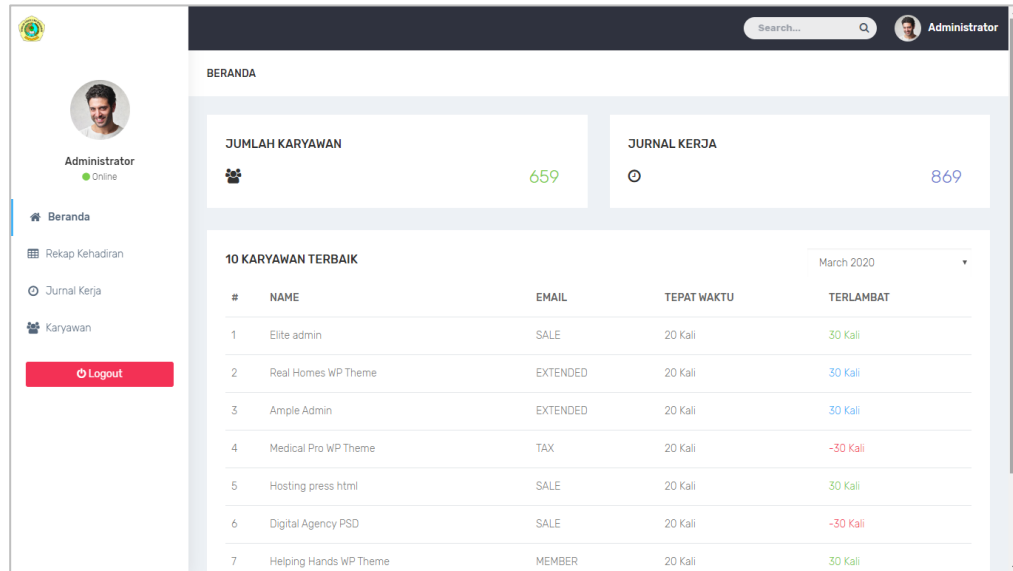 Search...
Administrator
BERANDA
Administrator
Online
Beranda
Rekap Kehadiran
Jurnal Kerja
Karyawan
Logout
JUMLAH KARYAWAN
659
JURNAL KERJA
869
10 KARYAWAN TERBAIK
March 2020
# NAME EMAIL TEPAT WAKTU TERLAMBAT
1 Elite admin SALE 20 Kali 30 Kali
2 Real Homes WP Theme EXTENDED 20 Kali 30 Kali
3 Ample Admin EXTENDED 20 Kali 30 Kali
4 Medical Pro WP Theme TAX 20 Kali -30 Kali
5 Hosting press html SALE 20 Kali 30 Kali
6 Digital Agency PSD SALE 20 Kali -30 Kali
7 Helping Hands WP Theme MEMBER 20 Kali 30 Kali